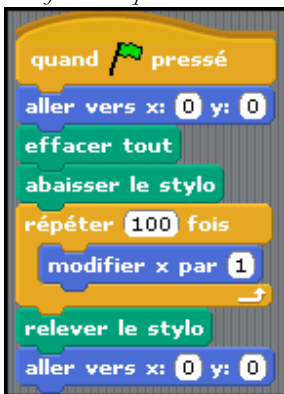 quand pressé
aller vers x: 0 y: 0
effacer tout
abaisser le stylo
répéter 100 fois
modifier x par 1
relever le stylo
aller vers x: 0 y: 0